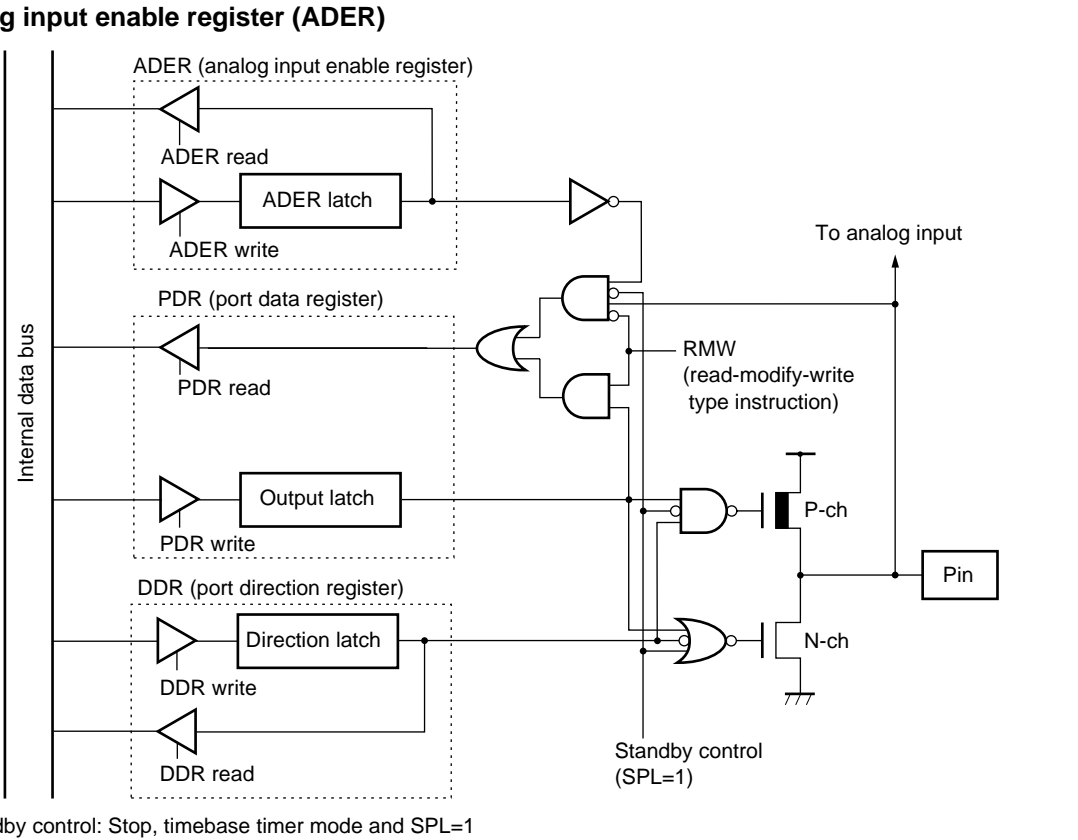 g input enable register (ADER)
ADER (analog input enable register)
ADER read
ADER latch
ADER write
To analog input
PDR (port data register)
Internal data bus
PDR read
RMW
(read-modify-write
type instruction)
Output latch
P-ch
PDR write
Pin
DDR (port direction register)
Direction latch
N-ch
DDR write
DDR read
Standby control
(SPL=1)
dby control: Stop, timebase timer mode and SPL=1